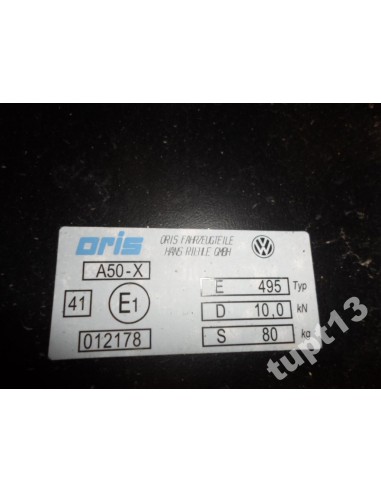 oris
ORIS FAHRZEUGTEILE
HANS RIEHLE GMBH
A50-X
41 E1
012178
E 495 Typ
D 10,0 kN
S 80 kg
tupt13